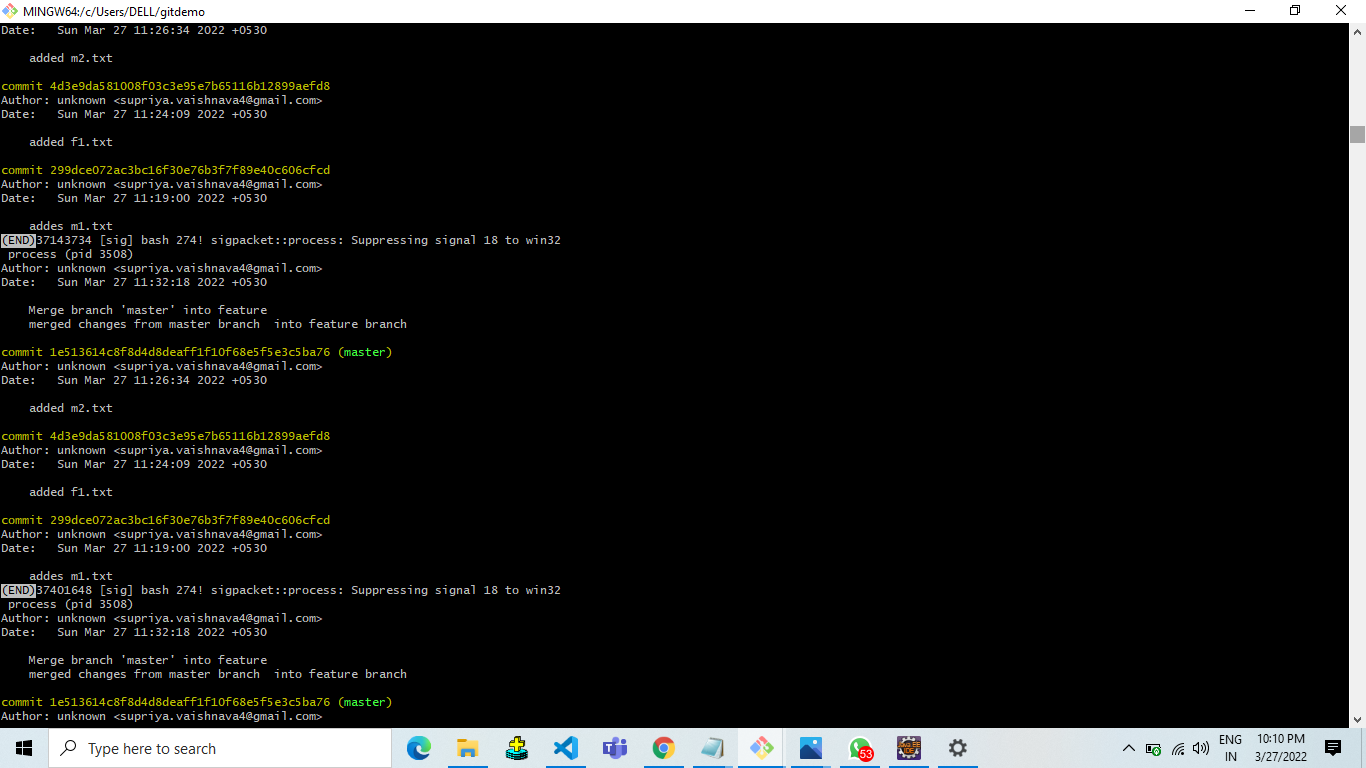 MINGW64:/c/Users/DELL/gitdemo
Date:   Sun Mar 27 11:26:34 2022 +0530
added m2.txt
commit 4d3e9da581008f03c3e95e7b65116b12899aefd8
Author: unknown <supriya.vaishnava4@gmail.com>
Date:   Sun Mar 27 11:24:09 2022 +0530
added f1.txt
commit 299dce072ac3bc16f30e76b3f7f89e40c606cfcd
Author: unknown <supriya.vaishnava4@gmail.com>
Date:   Sun Mar 27 11:19:00 2022 +0530
addes m1.txt
(END)37143734 [sig] bash 274! sigpacket::process: Suppressing signal 18 to win32
process (pid 3508)
Author: unknown <supriya.vaishnava4@gmail.com>
Date:   Sun Mar 27 11:32:18 2022 +0530
Merge branch 'master' into feature
merged changes from master branch  into feature branch
commit 1e513614c8f8d4d8deaff1f10f68e5f5e3c5ba76 (master)
Author: unknown <supriya.vaishnava4@gmail.com>
Date:   Sun Mar 27 11:26:34 2022 +0530
added m2.txt
commit 4d3e9da581008f03c3e95e7b65116b12899aefd8
Author: unknown <supriya.vaishnava4@gmail.com>
Date:   Sun Mar 27 11:24:09 2022 +0530
added f1.txt
commit 299dce072ac3bc16f30e76b3f7f89e40c606cfcd
Author: unknown <supriya.vaishnava4@gmail.com>
Date:   Sun Mar 27 11:19:00 2022 +0530
addes m1.txt
(END)37401648 [sig] bash 274! sigpacket::process: Suppressing signal 18 to win32
process (pid 3508)
Author: unknown <supriya.vaishnava4@gmail.com>
Date:   Sun Mar 27 11:32:18 2022 +0530
Merge branch 'master' into feature
merged changes from master branch  into feature branch
commit 1e513614c8f8d4d8deaff1f10f68e5f5e3c5ba76 (master)
Author: unknown <supriya.vaishnava4@gmail.com>
Type here to search
53
ENG
IN
10:10 PM
3/27/2022